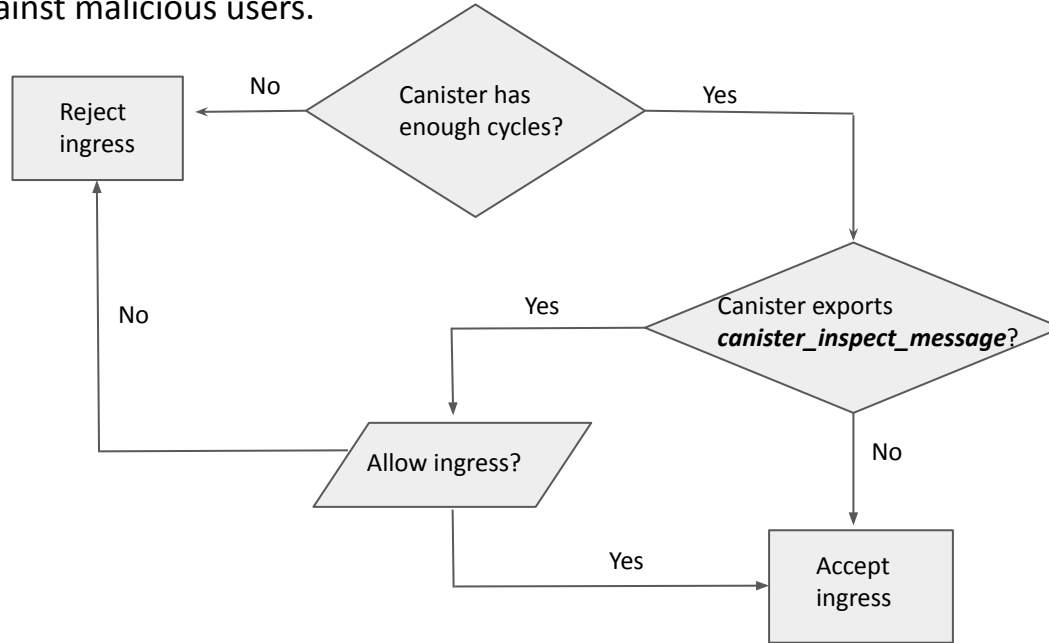 against malicious users.
No
Canister has
enough cycles?
Yes
Reject
ingress
Yes
Canister exports
canister_inspect_message?
No
Allow ingress?
No
Yes
Accept
ingress